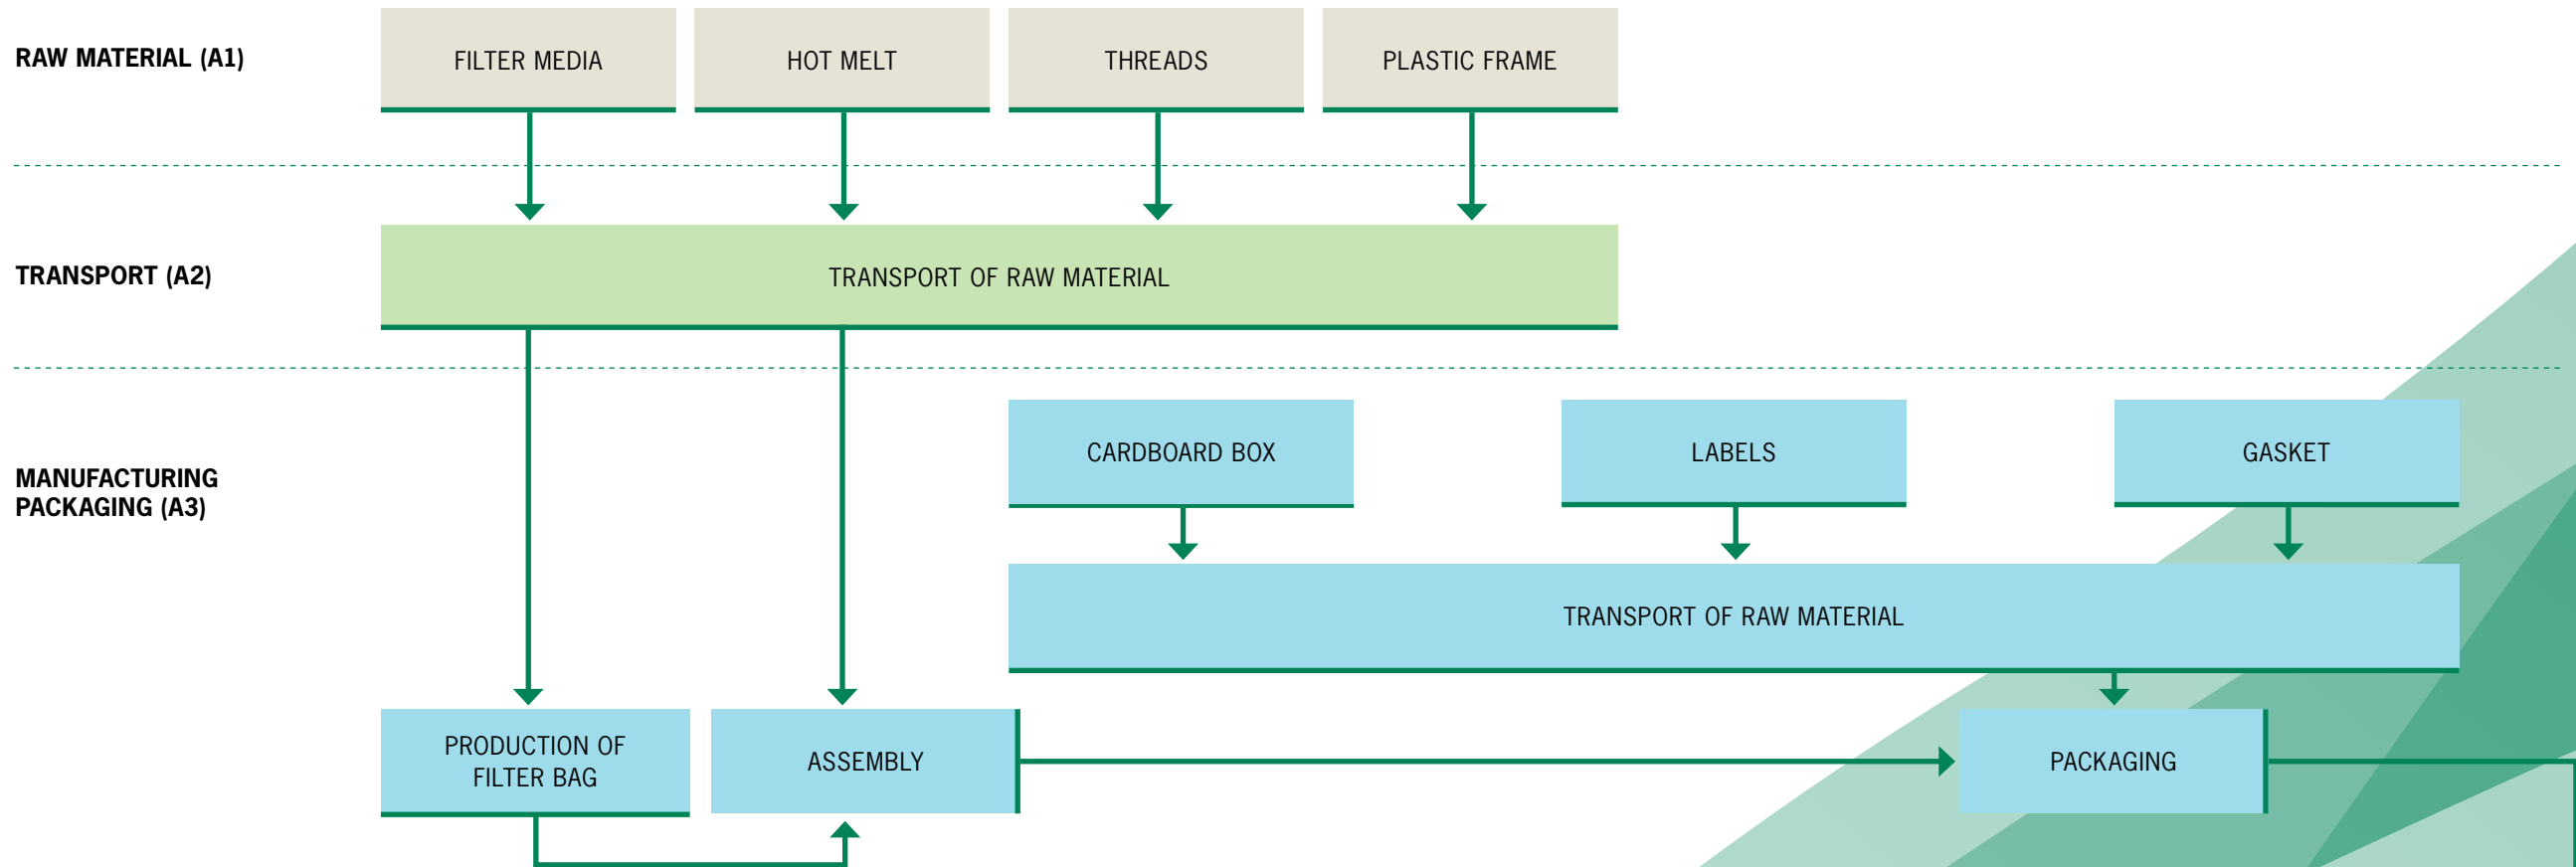 RAW MATERIAL (A1)
FILTER MEDIA
HOT MELT
THREADS
PLASTIC FRAME
TRANSPORT (A2)
TRANSPORT OF RAW MATERIAL
MANUFACTURING
PACKAGING (A3)
CARDBOARD BOX
LABELS
GASKET
TRANSPORT OF RAW MATERIAL
PRODUCTION OF
FILTER BAG
ASSEMBLY
PACKAGING